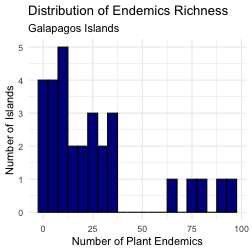 Distribution of Endemics Richness
Galapagos Islands
Number of Islands
5
4
3
2
1
0
0 25 50 75 100
Number of Plant Endemics